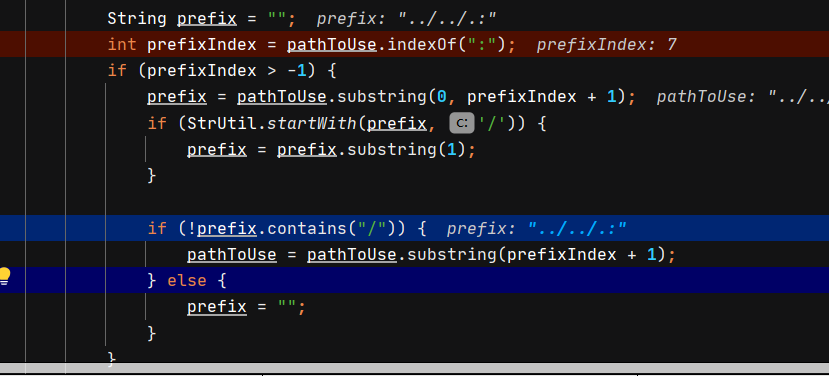 String prefix = "";  prefix: "../../.:"
int prefixIndex = pathToUse.indexOf(":");  prefixIndex: 7
if (prefixIndex > -1) {
prefix = pathToUse.substring(0, prefixIndex + 1);  pathToUse: "../..
if (StrUtil.startWith(prefix, c: '/')) {
prefix = prefix.substring(1);
}
if (!prefix.contains("/")) {  prefix: "../../.:"
pathToUse = pathToUse.substring(prefixIndex + 1);
} else {
prefix = "";
}
}